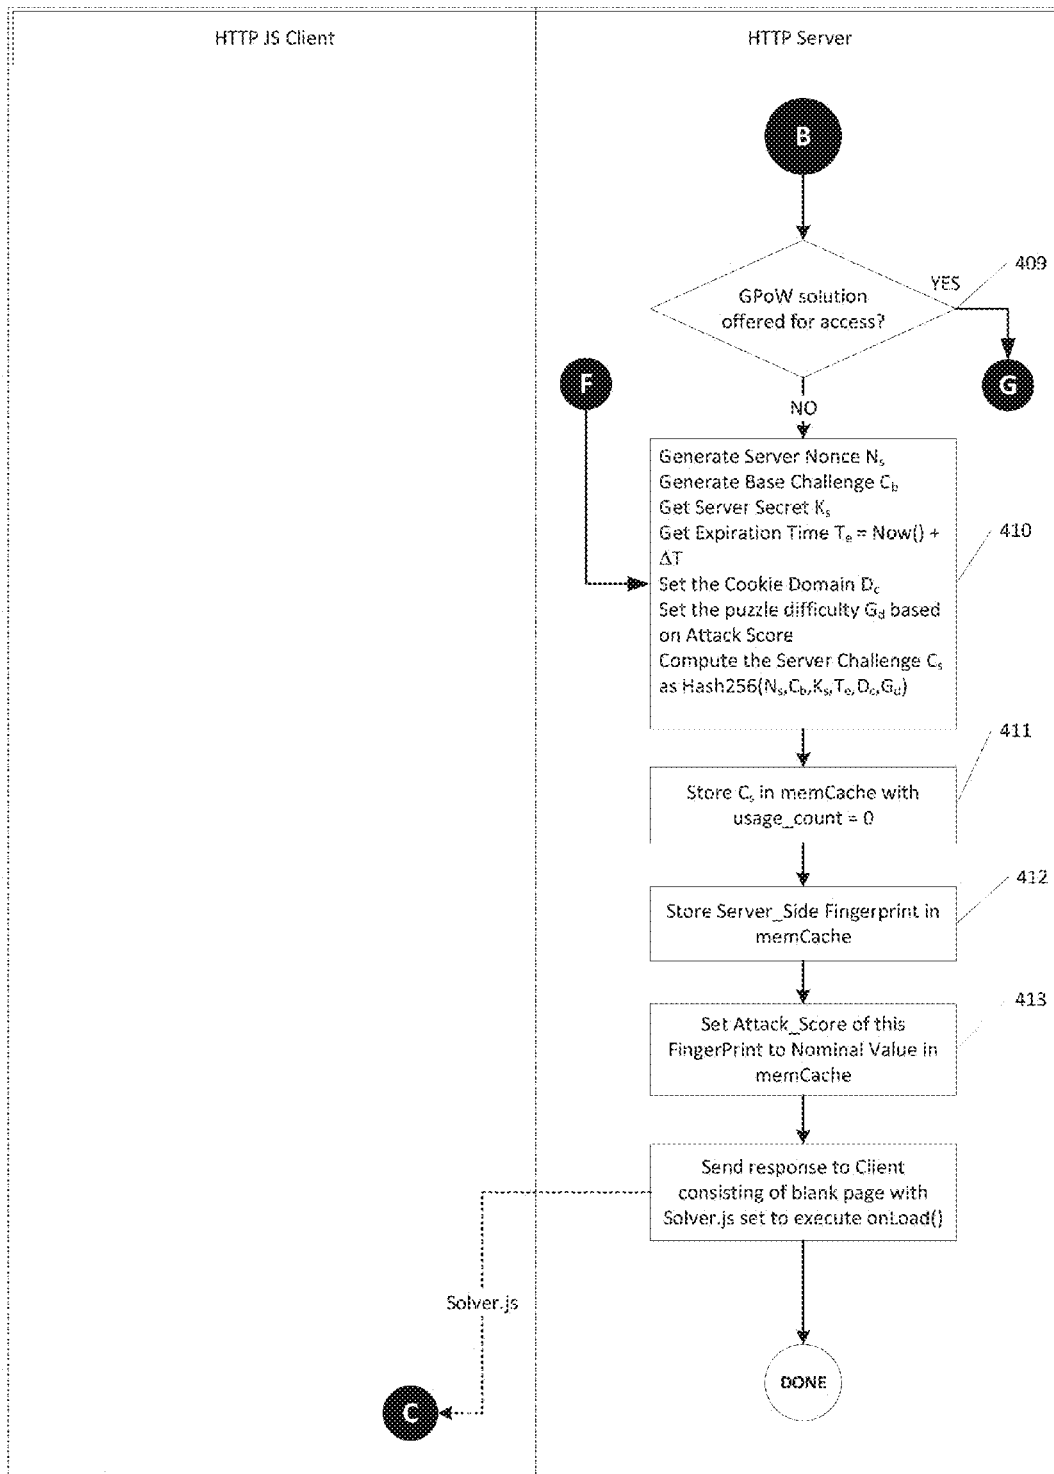 HTTP JS Client
HTTP Server
B
409
YES
GPoW solution
offered for access?
F
G
NO
Generate Server Nonce Nₛ
Generate Base Challenge C_b
Get Server Secret Kₛ
Get Expiration Time Tₑ = Now() +
ΔT
Set the Cookie Domain D_c
Set the puzzle difficulty G_d based
on Attack Score
Compute the Server Challenge Cₛ
as Hash256(Nₛ,C_b,Kₛ,Tₑ,D_c,G_d)
410
411
Store Cₛ in memCache with
usage_count = 0
412
Store Server_Side Fingerprint in
memCache
413
Set Attack_Score of this
FingerPrint to Nominal Value in
memCache
Send response to Client
consisting of blank page with
Solver.js set to execute onLoad()
Solver.js
DONE
C